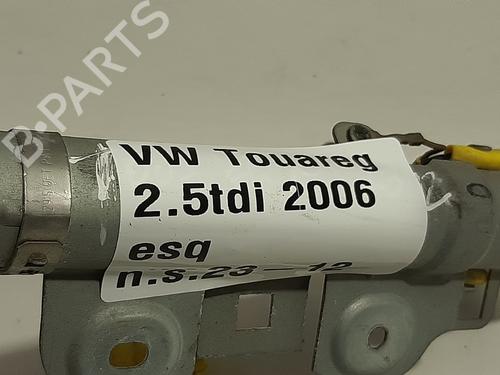 B-PARTS
VW Touareg
2.5tdi 2006
esq
n.s.23-12